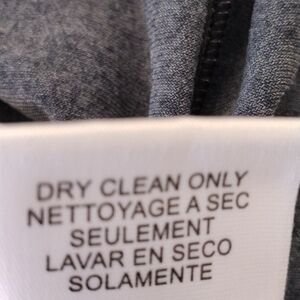 DRY CLEAN ONLY
NETTOYAGE A SEC
SEULEMENT
LAVAR EN SECO
SOLAMENTE